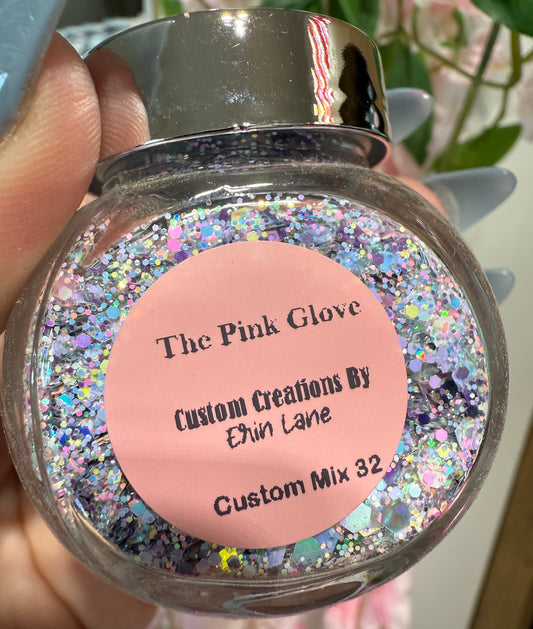 The Pink Glove
Custom Creations By
Erin Lane
Custom Mix 32